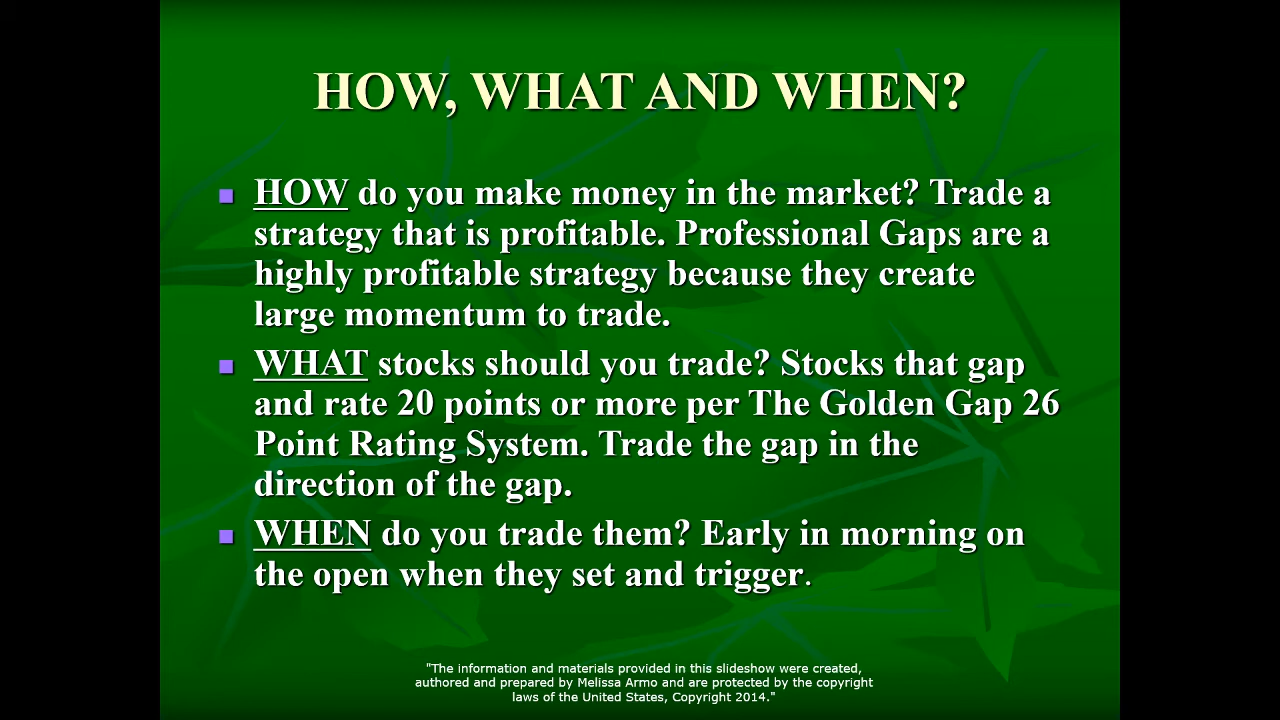 HOW, WHAT AND WHEN?
HOW do you make money in the market? Trade a
strategy that is profitable. Professional Gaps are a
highly profitable strategy because they create
large momentum to trade.
WHAT stocks should you trade? Stocks that gap
and rate 20 points or more per The Golden Gap 26
Point Rating System. Trade the gap in the
direction of the gap.
WHEN do you trade them? Early in morning on
the open when they set and trigger.
"The information and materials provided in this slideshow were created,
authored and prepared by Melissa Armo and are protected by the copyright
laws of the United States, Copyright 2014."